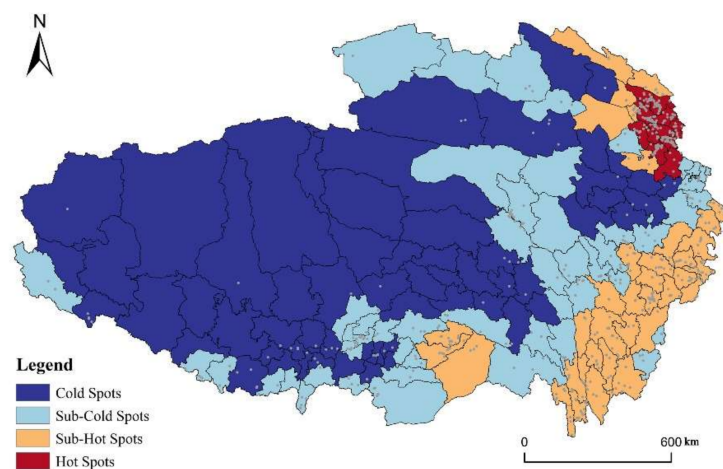 N
Legend
Cold Spots
Sub-Cold Spots
Sub-Hot Spots
Hot Spots
0 600 km